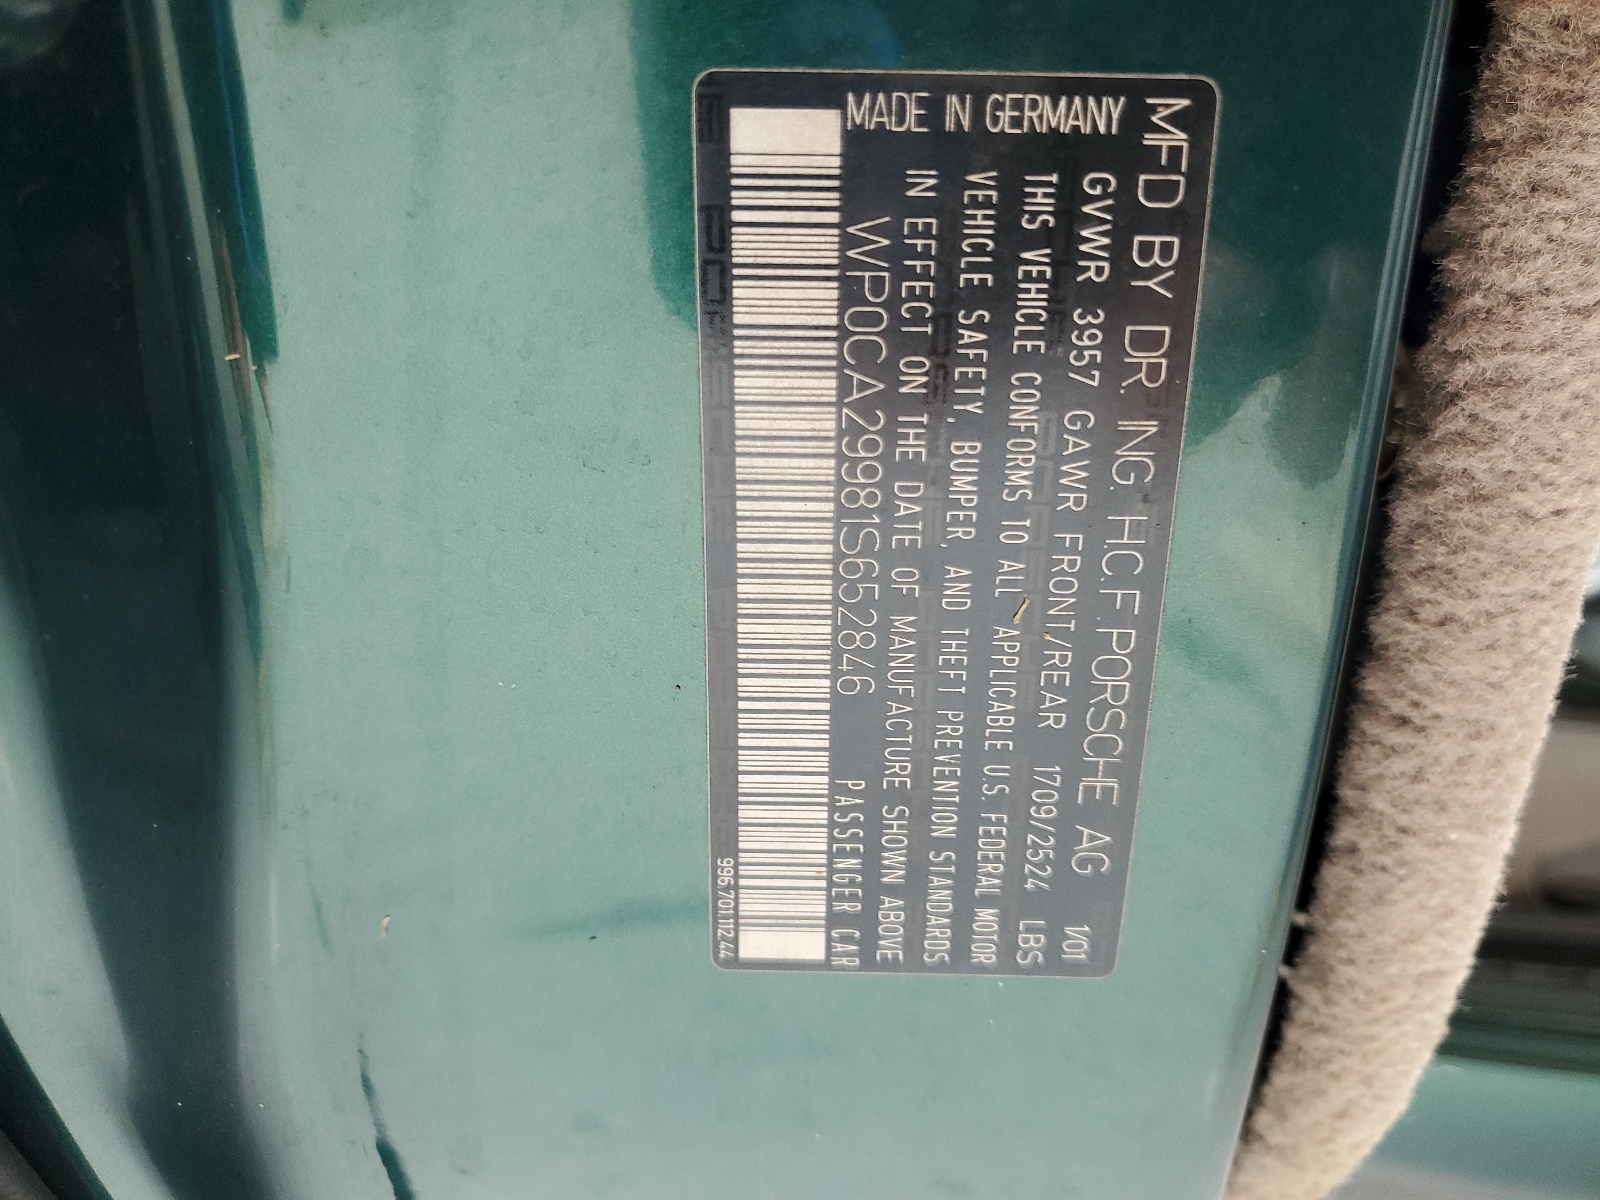 MFD BY DR. ING. H.C. F. PORSCHE AG 1/01
GVWR 3957 GAWR FRONT/REAR 1709/2524 LBS
THIS VEHICLE CONFORMS TO ALL APPLICABLE U.S. FEDERAL MOTOR
VEHICLE SAFETY, BUMPER, AND THEFT PREVENTION STANDARDS
IN EFFECT ON THE DATE OF MANUFACTURE SHOWN ABOVE
MADE IN GERMANY WP0CA29981S652846 PASSENGER CAR
996.701.112.44